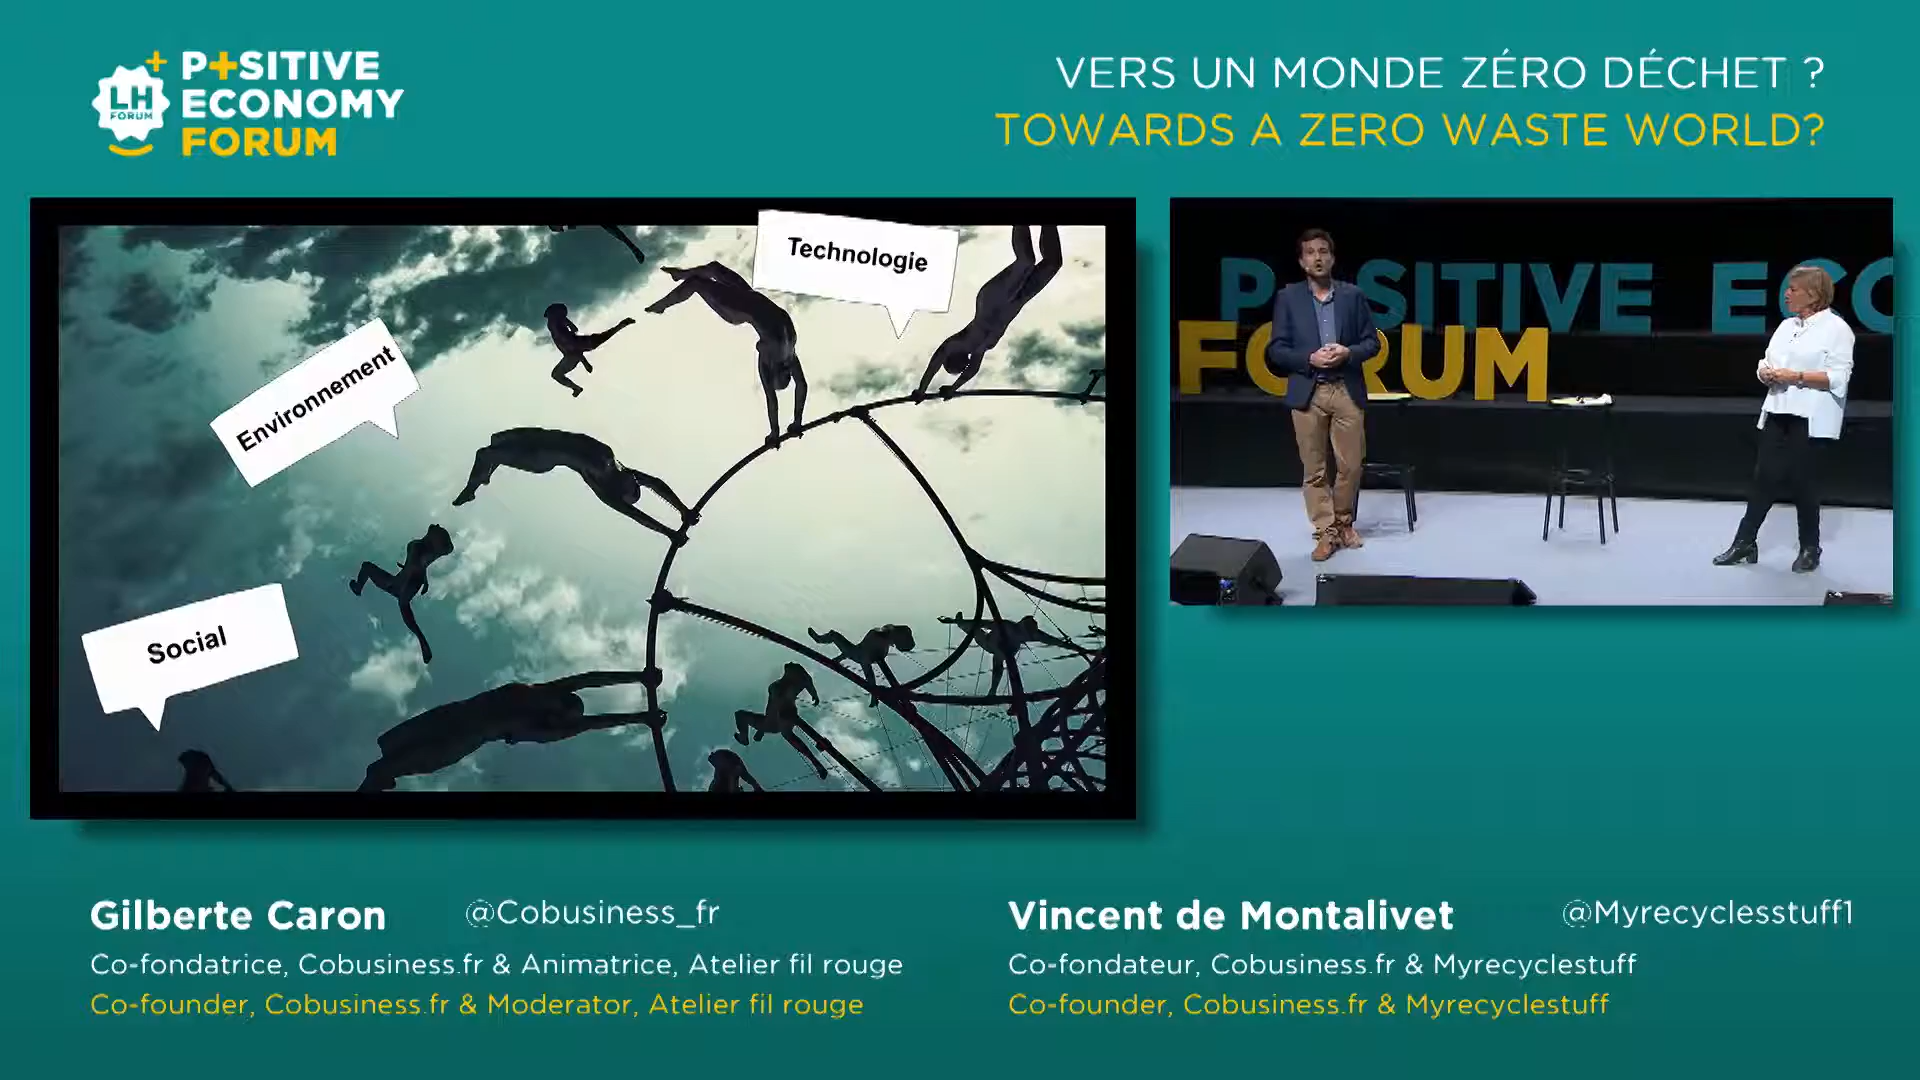 P+SITIVE
ECONOMY
FORUM
LH
FORUM
VERS UN MONDE ZÉRO DÉCHET ?
TOWARDS A ZERO WASTE WORLD?
Technologie
Environnement
Social
P SITIVE ECO
FORUM
Gilberte Caron @Cobusiness_fr
Co-fondatrice, Cobusiness.fr & Animatrice, Atelier fil rouge
Co-founder, Cobusiness.fr & Moderator, Atelier fil rouge
Vincent de Montalivet @Myrecyclesstuff1
Co-fondateur, Cobusiness.fr & Myrecyclestuff
Co-founder, Cobusiness.fr & Myrecyclestuff